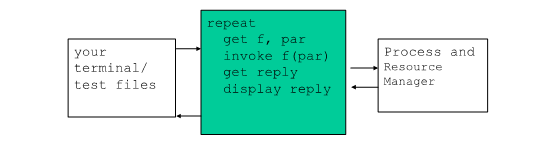 your
terminal/
test files
repeat
get f, par
invoke f(par)
get reply
display reply
Process and
Resource
Manager